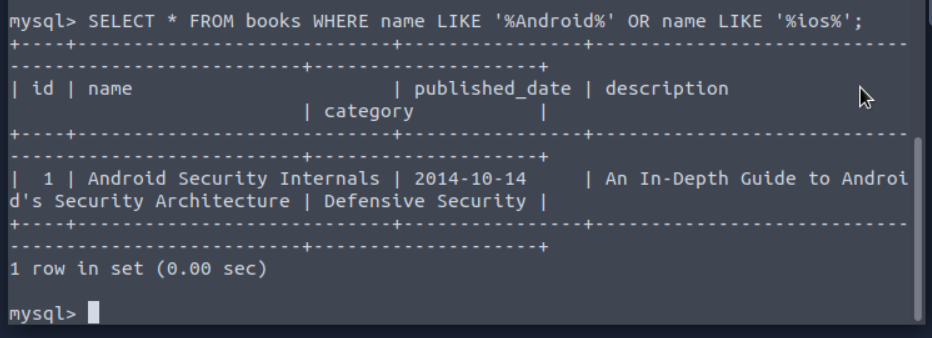 mysql> SELECT * FROM books WHERE name LIKE '%Android%' OR name LIKE '%ios%';
+----+----------------------------+----------------+----------------------------
--------------------------+--------------------+
| id | name                       | published_date | description
                          | category           |
+----+----------------------------+----------------+----------------------------
--------------------------+--------------------+
|  1 | Android Security Internals | 2014-10-14     | An In-Depth Guide to Androi
d's Security Architecture | Defensive Security |
+----+----------------------------+----------------+----------------------------
--------------------------+--------------------+
1 row in set (0.00 sec)
mysql>